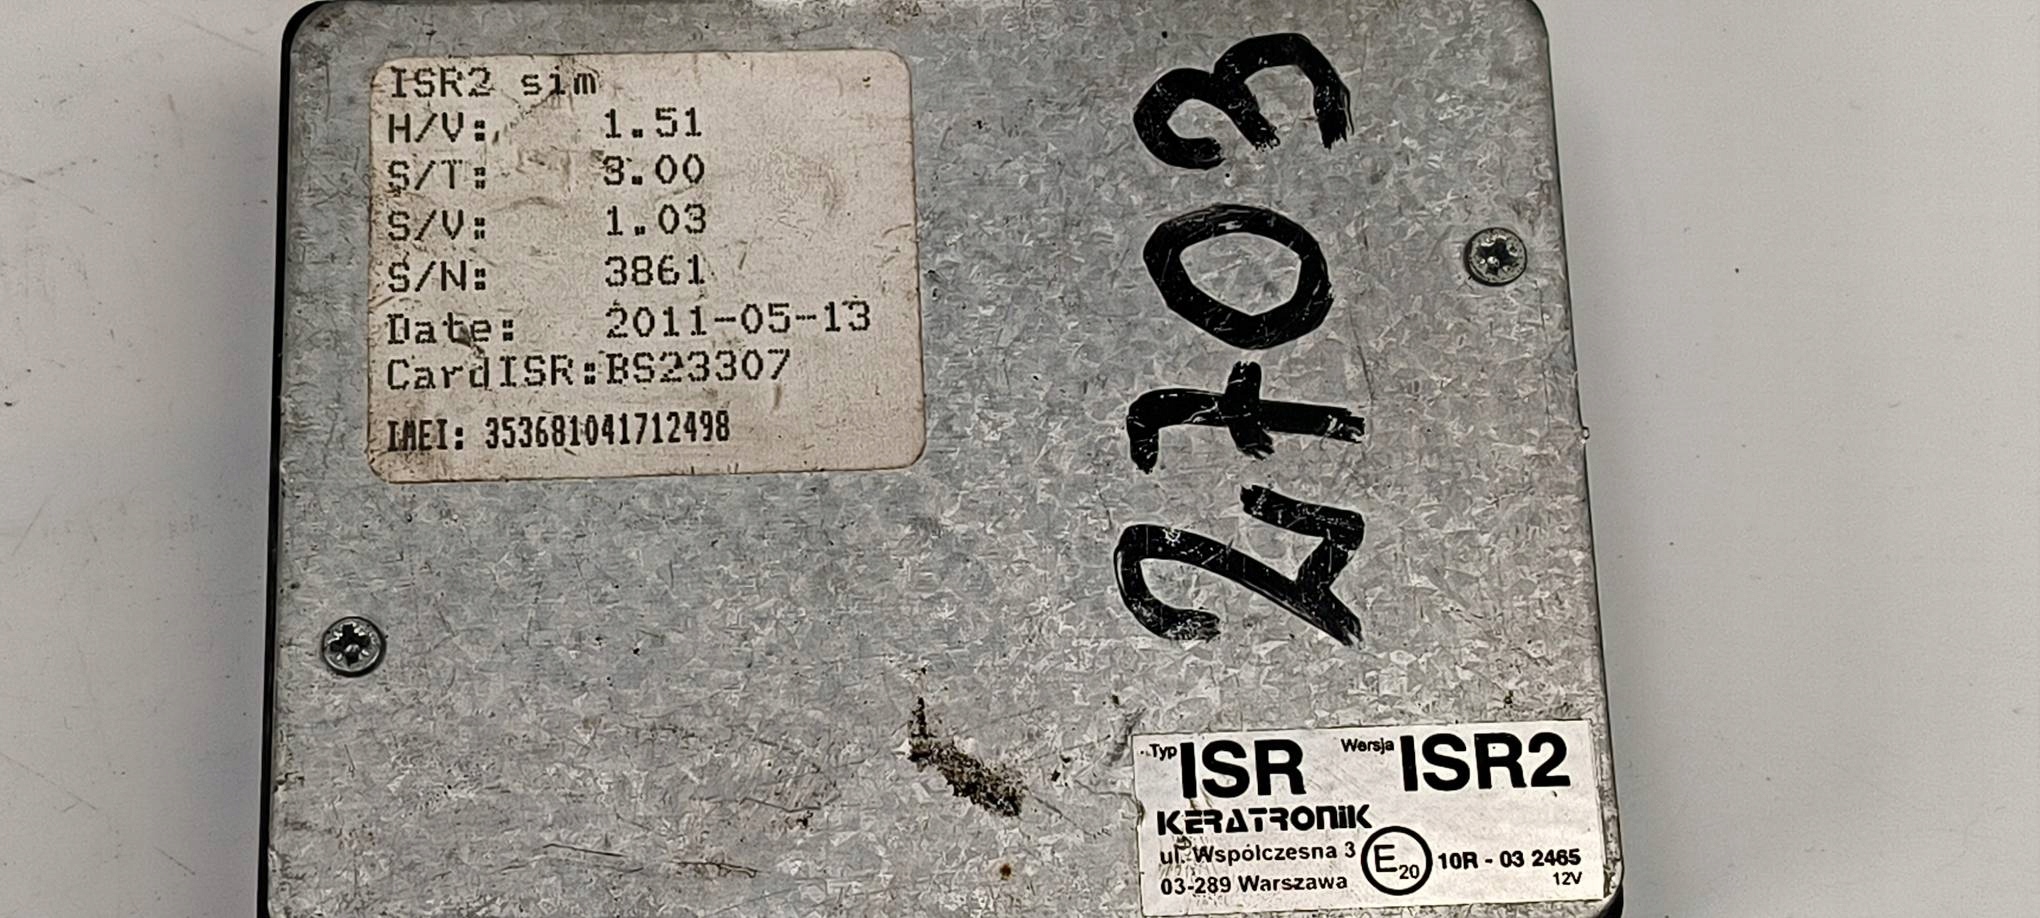 ISR2 sim
H/V: 1.51
S/T: 3.00
S/V: 1.03
S/N: 3861
Date: 2011-05-13
CardISR:BS23307
IMEI: 353681041712498
2703
Typ ISR Wersja ISR2
KERATRONIK
ul. Współczesna 3
03-289 Warszawa
E20 10R - 03 2465
12V